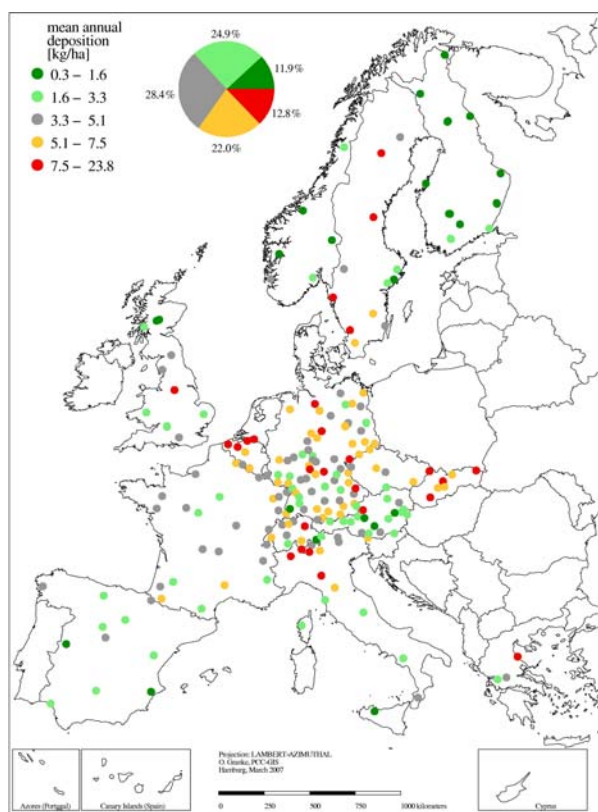 mean annual
deposition
[kg/ha]
0.3 – 1.6
1.6 – 3.3
3.3 – 5.1
5.1 – 7.5
7.5 – 23.8
24.9%
11.9%
28.4%
12.8%
22.0%
Projection: LAMBERT-AZIMUTHAL
O. Granke, PCC-GIS
Hamburg, March 2007
0 250 500 750 1000 kilometers
Azores (Portugal)
Canary Islands (Spain)
Cyprus